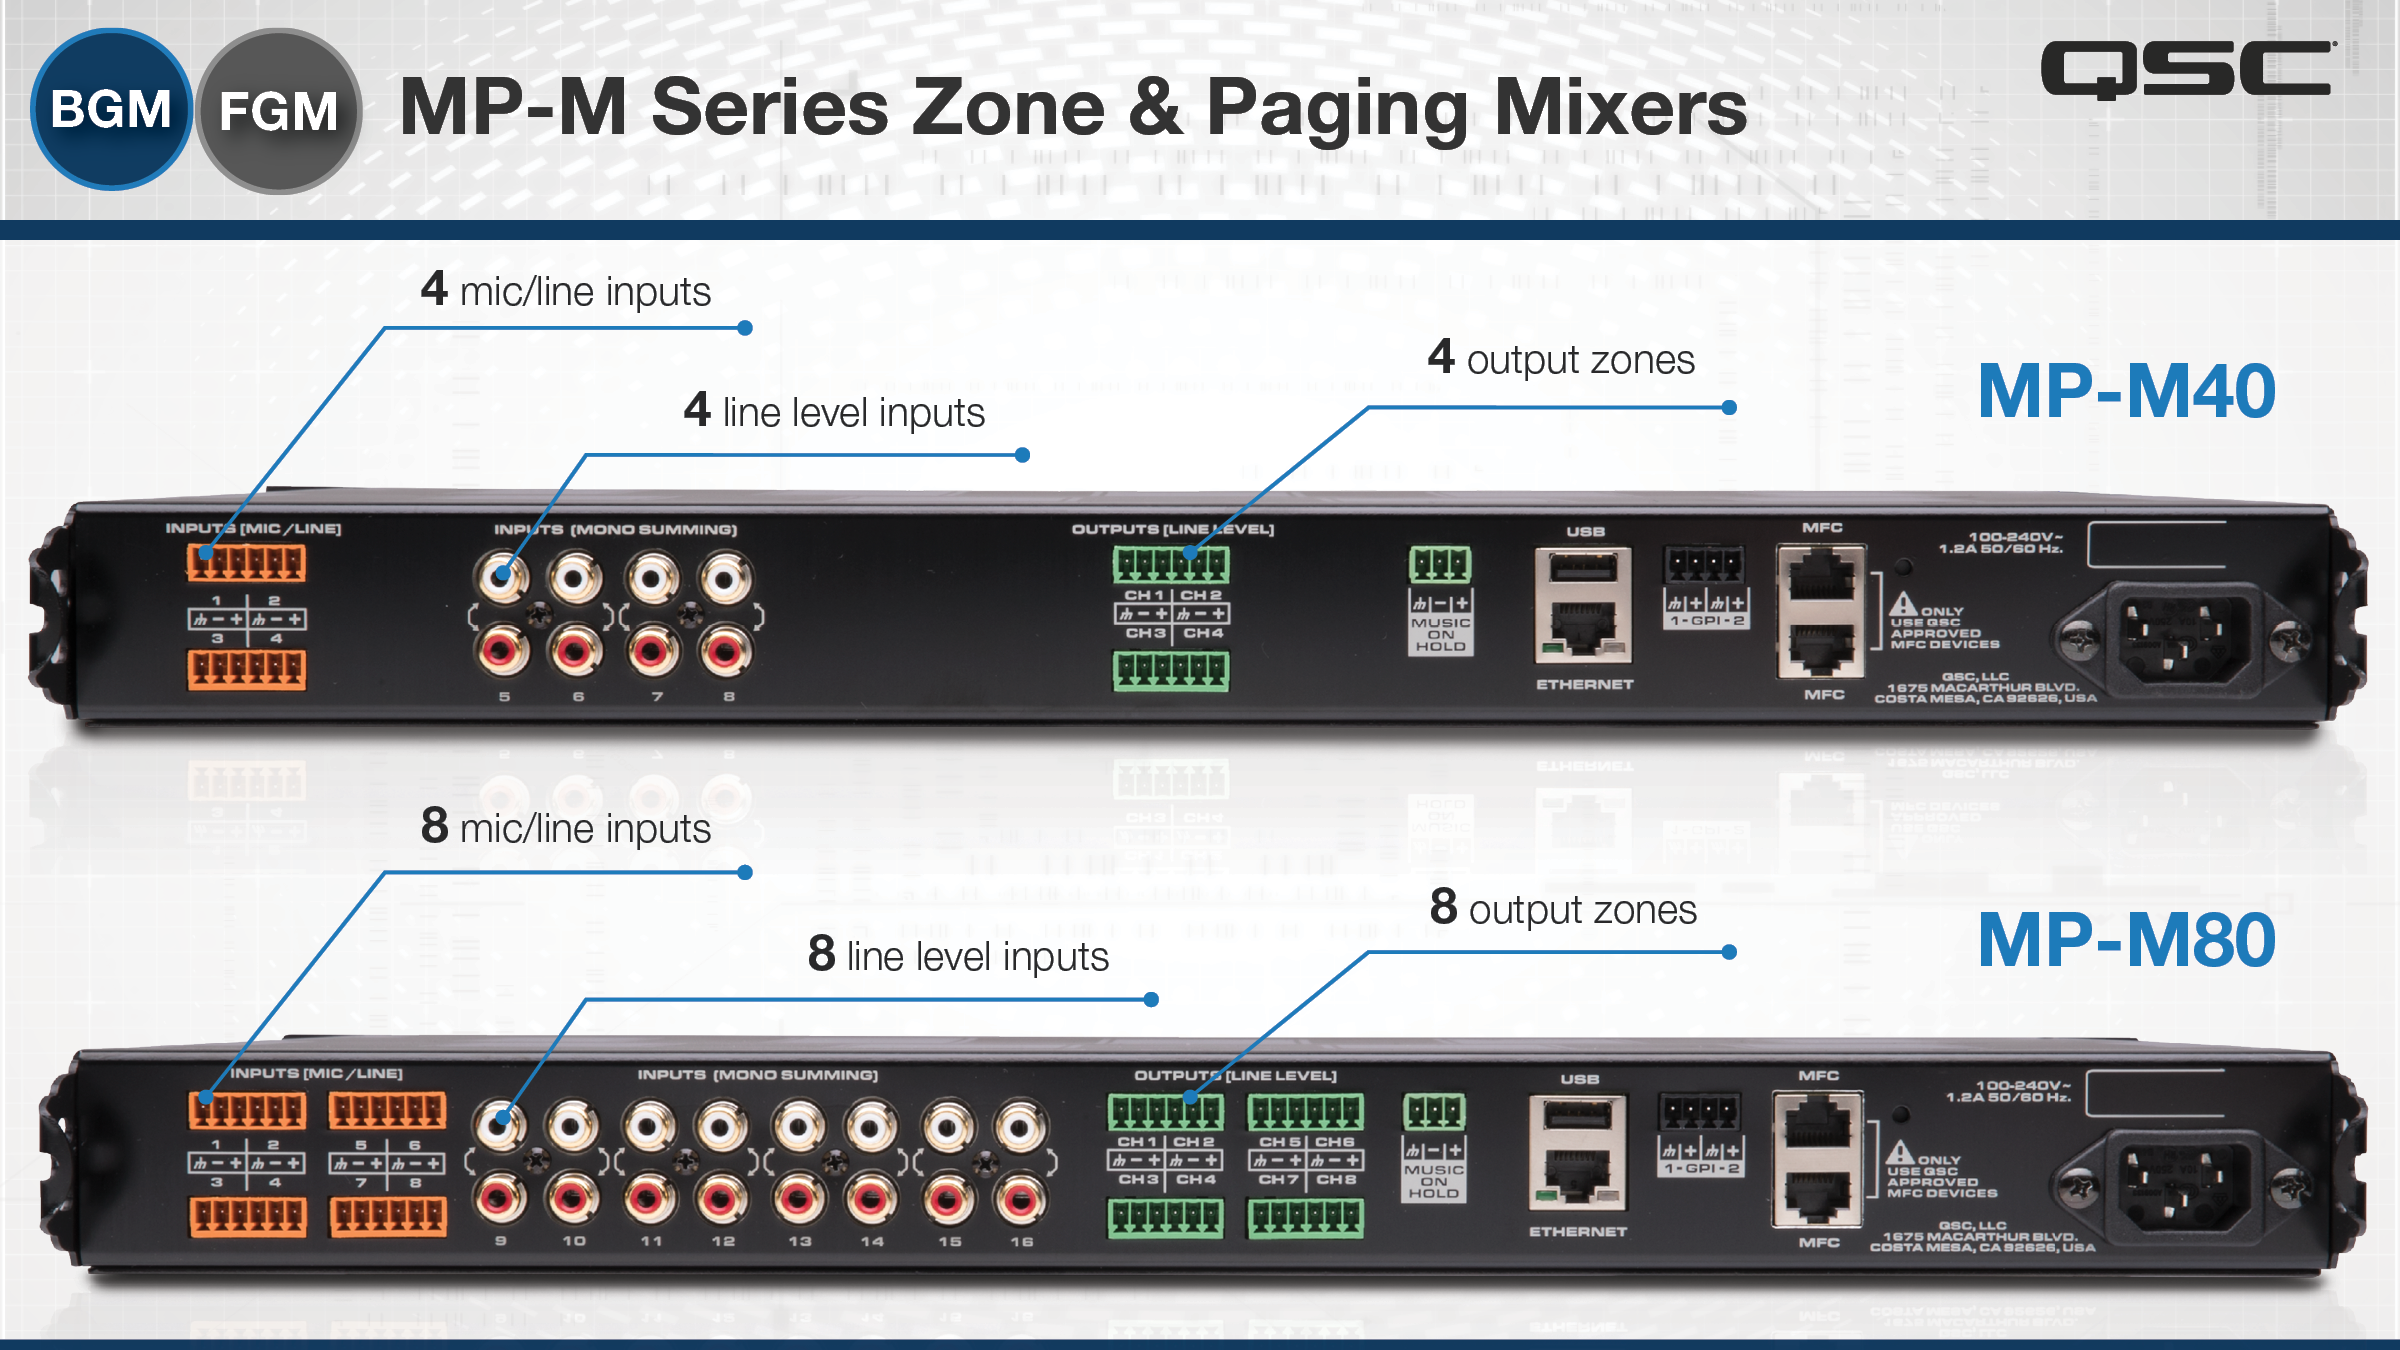 BGM FGM MP-M Series Zone & Paging Mixers QSC
4 mic/line inputs
4 output zones
MP-M40
4 line level inputs
INPUTS [MIC/LINE]
1 2
- + - +
3 4
INPUTS (MONO SUMMING)
5 6 7 8
OUTPUTS [LINE LEVEL]
CH 1 CH 2
- + - +
CH 3 CH 4
- +
MUSIC
ON
HOLD
USB
ETHERNET
+ +
1 - GPI - 2
MFC
MFC
ONLY
USE QSC
APPROVED
MFC DEVICES
100-240V~
1.2A 50/60 Hz.
QSC, LLC
1675 MACARTHUR BLVD.
COSTA MESA, CA 92626, USA
8 mic/line inputs
8 output zones
MP-M80
8 line level inputs
INPUTS [MIC/LINE]
1 2 5 6
- + - + - + - +
3 4 7 8
INPUTS (MONO SUMMING)
9 10 11 12 13 14 15 16
OUTPUTS [LINE LEVEL]
CH 1 CH 2 CH 5 CH 6
- + - + - + - +
CH 3 CH 4 CH 7 CH 8
- +
MUSIC
ON
HOLD
USB
ETHERNET
+ +
1 - GPI - 2
MFC
MFC
ONLY
USE QSC
APPROVED
MFC DEVICES
100-240V~
1.2A 50/60 Hz.
QSC, LLC
1675 MACARTHUR BLVD.
COSTA MESA, CA 92626, USA